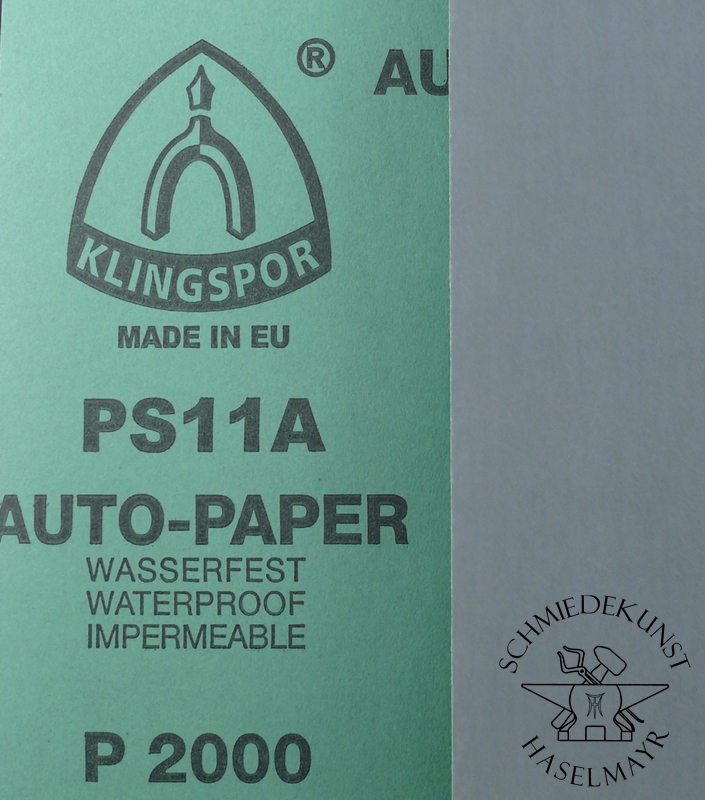 ®
AU
KLINGSPOR
MADE IN EU
PS11A
AUTO-PAPER
WASSERFEST
WATERPROOF
IMPERMEABLE
P 2000
SCHMIEDEKUNST
HASELMAYR